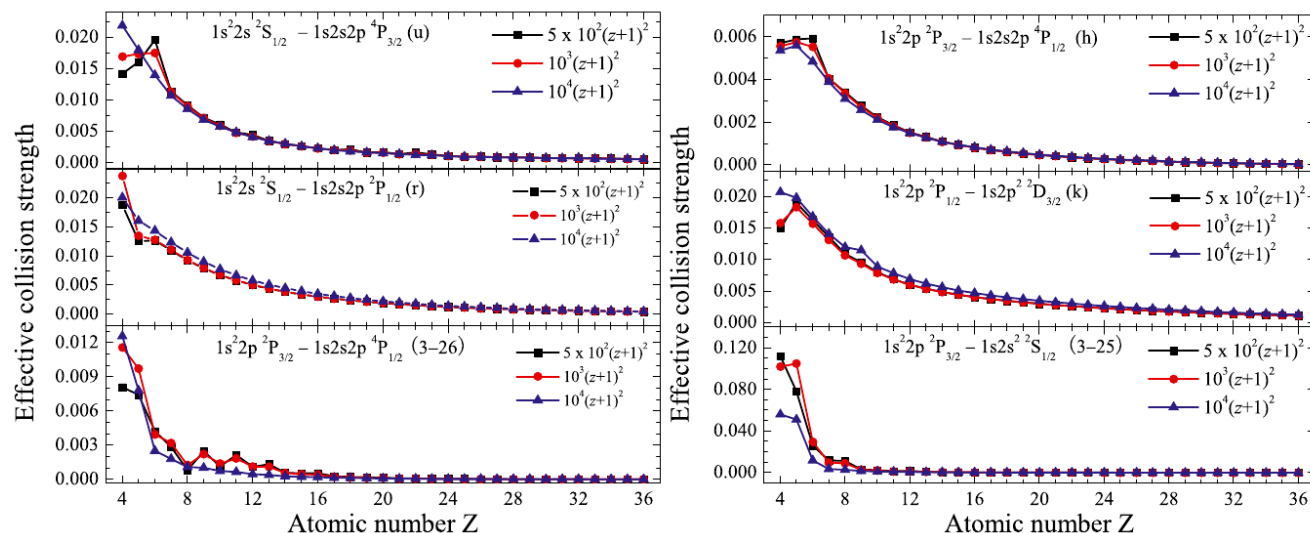 Effective collision strength
1s²2s ²S₁/₂ – 1s2s2p ⁴P₃/₂ (u)
5 x 10²(z+1)²
10³(z+1)²
10⁴(z+1)²
0.020
0.015
0.010
0.005
0.000
1s²2s ²S₁/₂ – 1s2s2p ²P₁/₂ (r)
5 x 10²(z+1)²
10³(z+1)²
10⁴(z+1)²
0.020
0.015
0.010
0.005
0.000
1s²2p ²P₃/₂ – 1s2s2p ⁴P₁/₂ (3–26)
5 x 10²(z+1)²
10³(z+1)²
10⁴(z+1)²
0.012
0.009
0.006
0.003
0.000
4 8 12 16 20 24 28 32 36
Atomic number Z
Effective collision strength
1s²2p ²P₃/₂ – 1s2s2p ⁴P₁/₂ (h)
5 x 10²(z+1)²
10³(z+1)²
10⁴(z+1)²
0.006
0.004
0.002
0.000
1s²2p ²P₁/₂ – 1s2p² ²D₃/₂ (k)
5 x 10²(z+1)²
10³(z+1)²
10⁴(z+1)²
0.020
0.015
0.010
0.005
0.000
1s²2p ²P₃/₂ – 1s2s² ²S₁/₂ (3–25)
5 x 10²(z+1)²
10³(z+1)²
10⁴(z+1)²
0.120
0.080
0.040
0.000
4 8 12 16 20 24 28 32 36
Atomic number Z